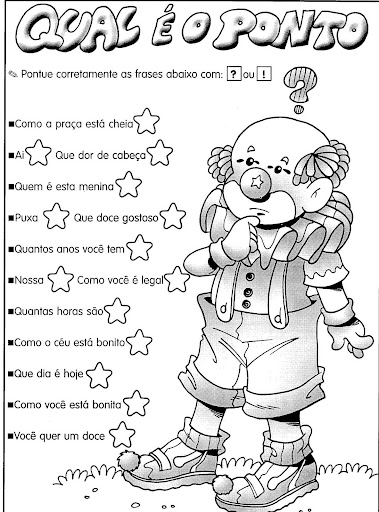 QUAL É O PONTO
✎ Pontue corretamente as frases abaixo com: ? ou !
?
■Como a praça está cheia
■Ai Que dor de cabeça
■Quem é esta menina
■Puxa Que doce gostoso
■Quantos anos você tem
■Nossa Como você é legal
■Quantas horas são
■Como o céu está bonito
■Que dia é hoje
■Como você está bonito
■Você quer um doce